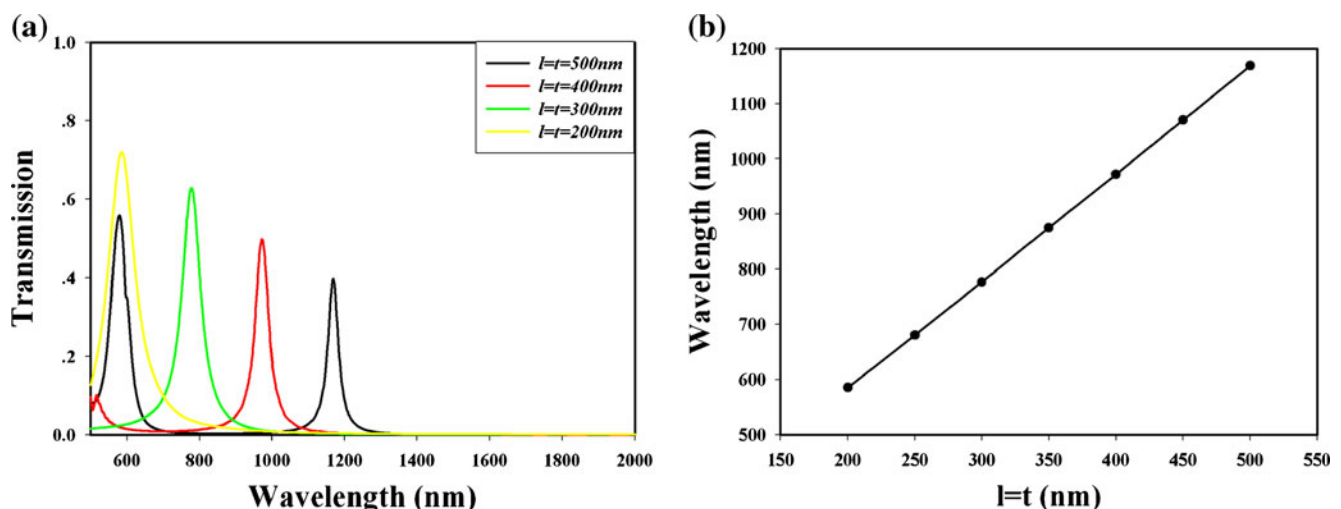 (a)
1.0
.8
.6
.4
.2
0.0
Transmission
600 800 1000 1200 1400 1600 1800 2000
Wavelength (nm)
l=t=500nm
l=t=400nm
l=t=300nm
l=t=200nm
(b)
1200
1100
1000
900
800
700
600
500
Wavelength (nm)
150 200 250 300 350 400 450 500 550
l=t (nm)